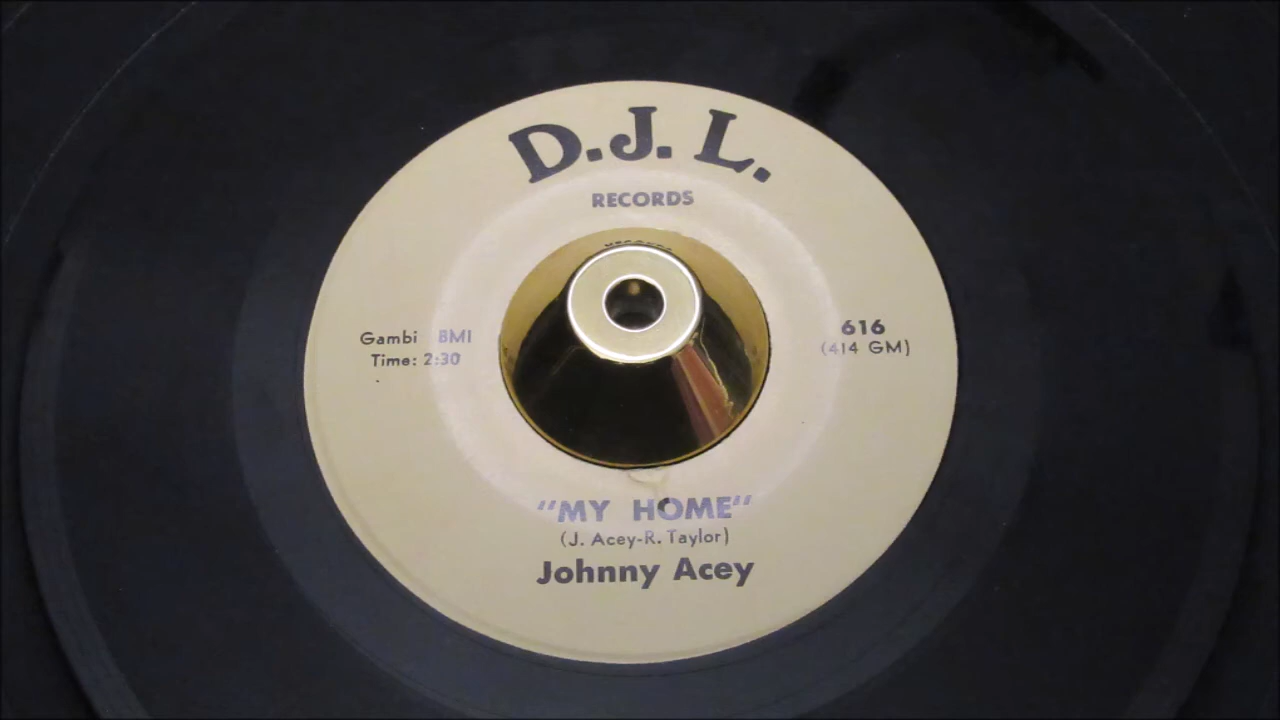 D.J.L.
RECORDS
Gambi BMI
Time: 2:30
616
(414 GM)
"MY HOME"
(J. Acey-R. Taylor)
Johnny Acey